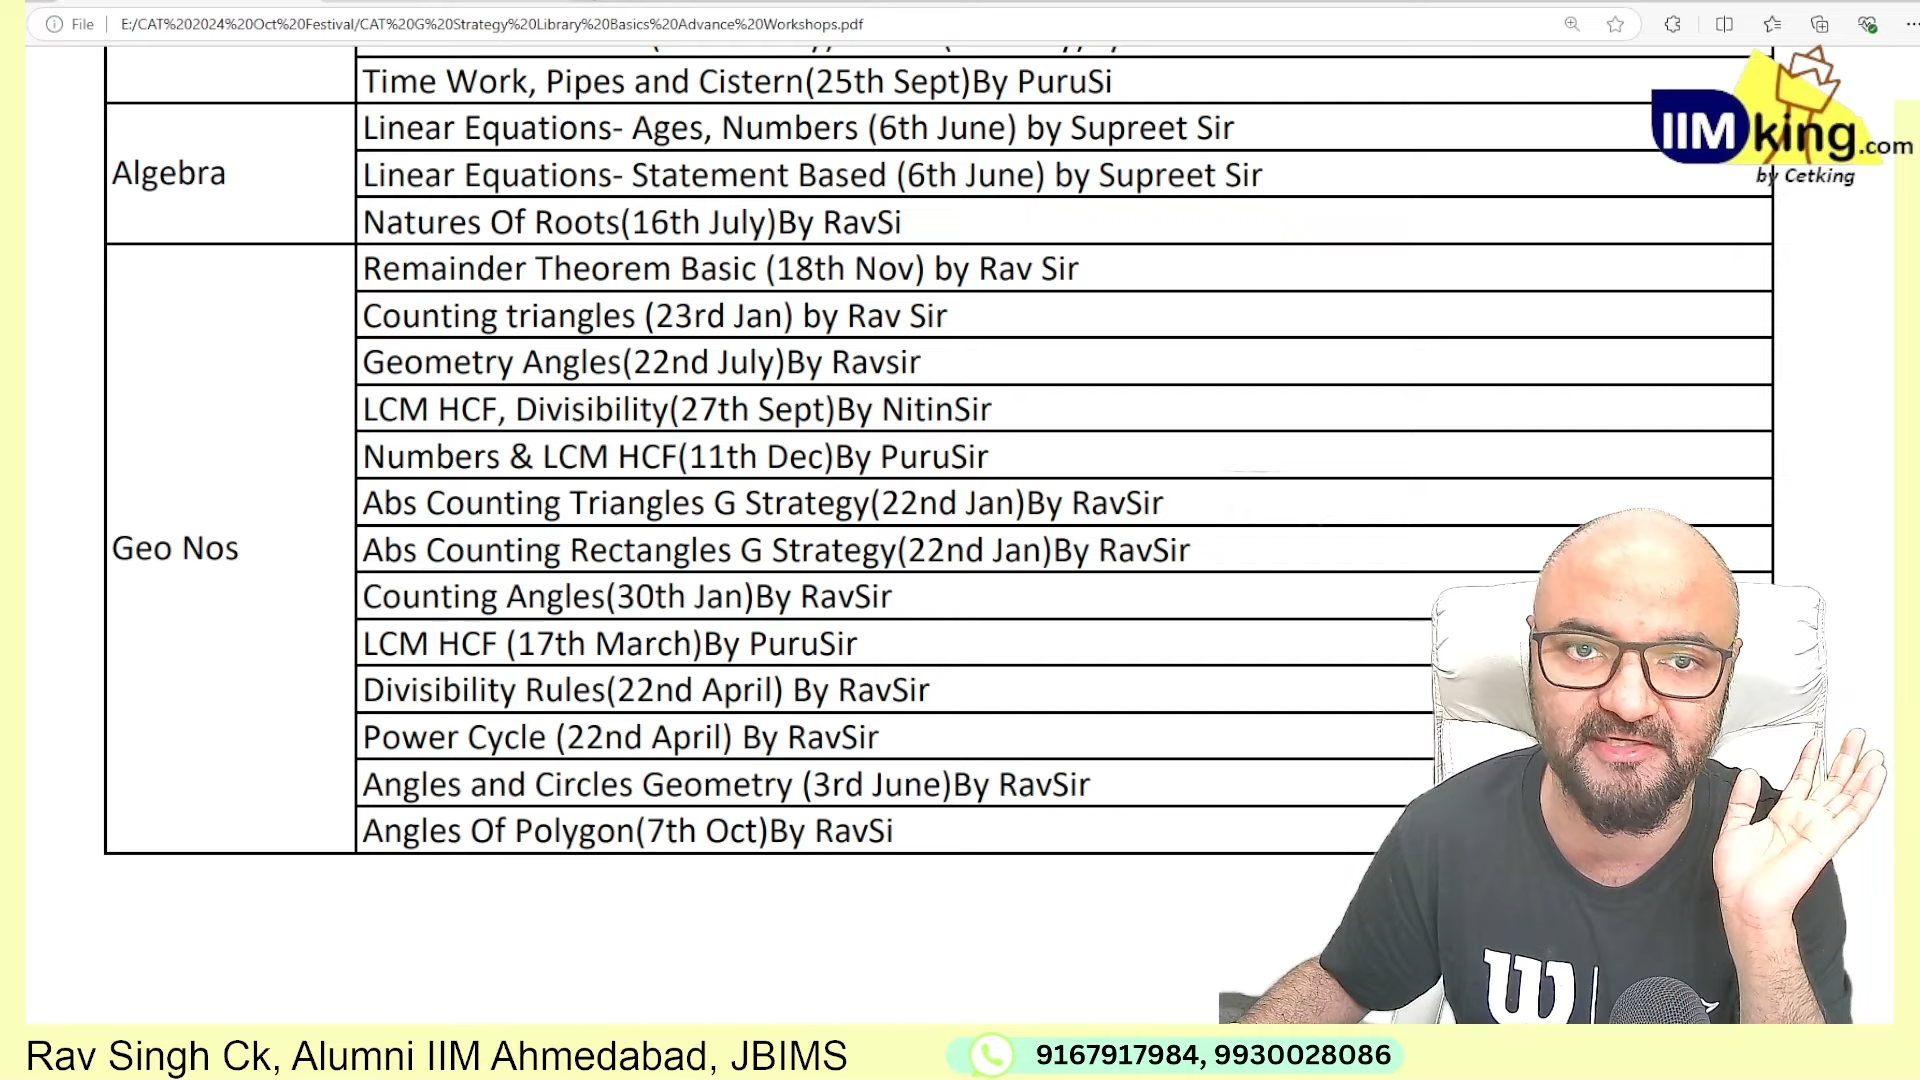 File
E:/CAT%202024%20Oct%20Festival/CAT%20G%20Strategy%20Library%20Basics%20Advance%20Workshops.pdf
Time Work, Pipes and Cistern(25th Sept)By PuruSi
Algebra
Linear Equations- Ages, Numbers (6th June) by Supreet Sir
Linear Equations- Statement Based (6th June) by Supreet Sir
Natures Of Roots(16th July)By RavSi
Geo Nos
Remainder Theorem Basic (18th Nov) by Rav Sir
Counting triangles (23rd Jan) by Rav Sir
Geometry Angles(22nd July)By Ravsir
LCM HCF, Divisibility(27th Sept)By NitinSir
Numbers & LCM HCF(11th Dec)By PuruSir
Abs Counting Triangles G Strategy(22nd Jan)By RavSir
Abs Counting Rectangles G Strategy(22nd Jan)By RavSir
Counting Angles(30th Jan)By RavSir
LCM HCF (17th March)By PuruSir
Divisibility Rules(22nd April) By RavSir
Power Cycle (22nd April) By RavSir
Angles and Circles Geometry (3rd June)By RavSir
Angles Of Polygon(7th Oct)By RavSi
IIMking.com
by Cetking
W
Rav Singh Ck, Alumni IIM Ahmedabad, JBIMS
9167917984, 9930028086